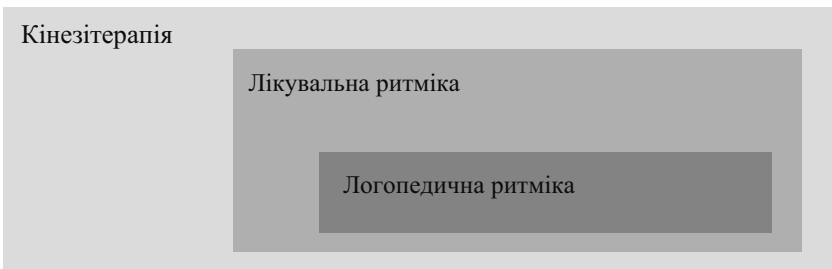 Кінезітерапія
Лікувальна ритміка
Логопедична ритміка